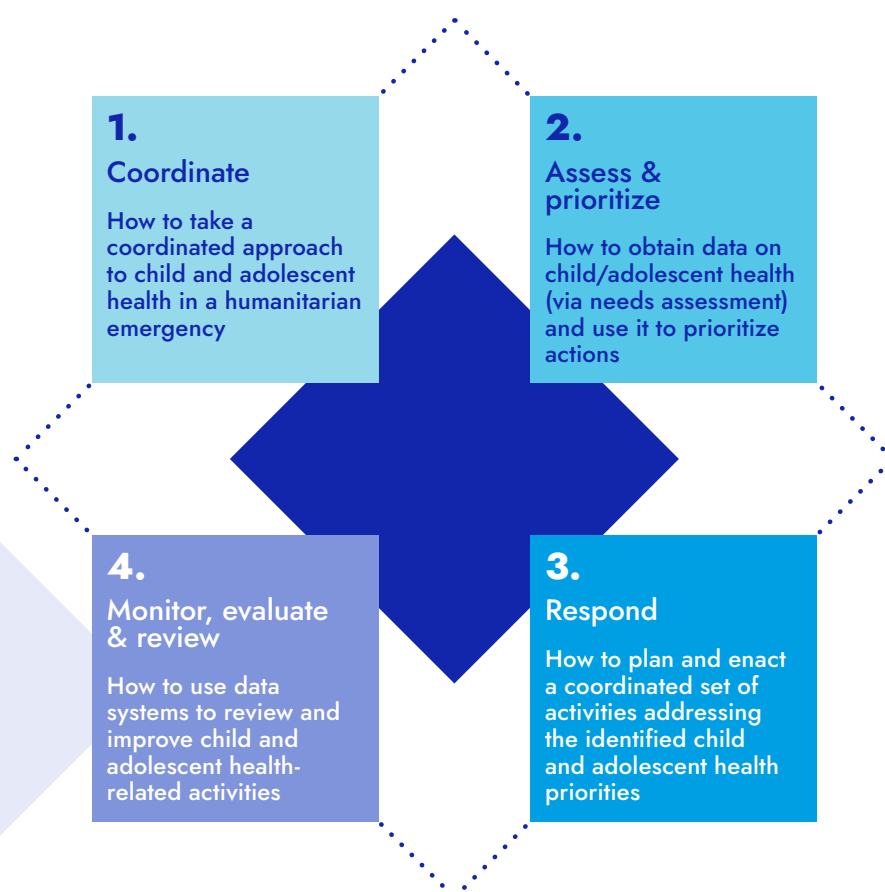 1.
Coordinate
How to take a
coordinated approach
to child and adolescent
health in a humanitarian
emergency
2.
Assess &
prioritize
How to obtain data on
child/adolescent health
(via needs assessment)
and use it to prioritize
actions
3.
Respond
How to plan and enact
a coordinated set of
activities addressing
the identified child
and adolescent health
priorities
4.
Monitor, evaluate
& review
How to use data
systems to review and
improve child and
adolescent health-
related activities